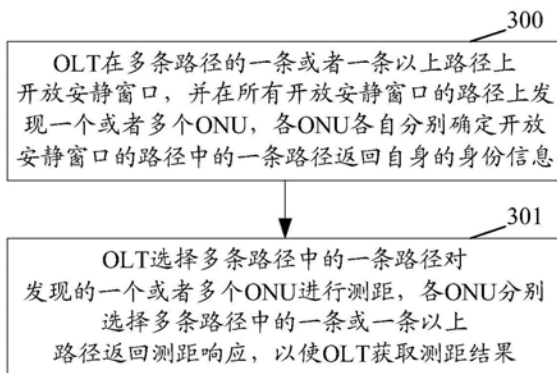 300
OLT在多条路径的一条或者一条以上路径上
开放安静窗口，并在所有开放安静窗口的路径上发
现一个或者多个ONU，各ONU各自分别确定开放
安静窗口的路径中的一条路径返回自身的身份信息
301
OLT选择多条路径中的一条路径对
发现的一个或者多个ONU进行测距，各ONU分别
选择多条路径中的一条或一条以上
路径返回测距响应，以使OLT获取测距结果